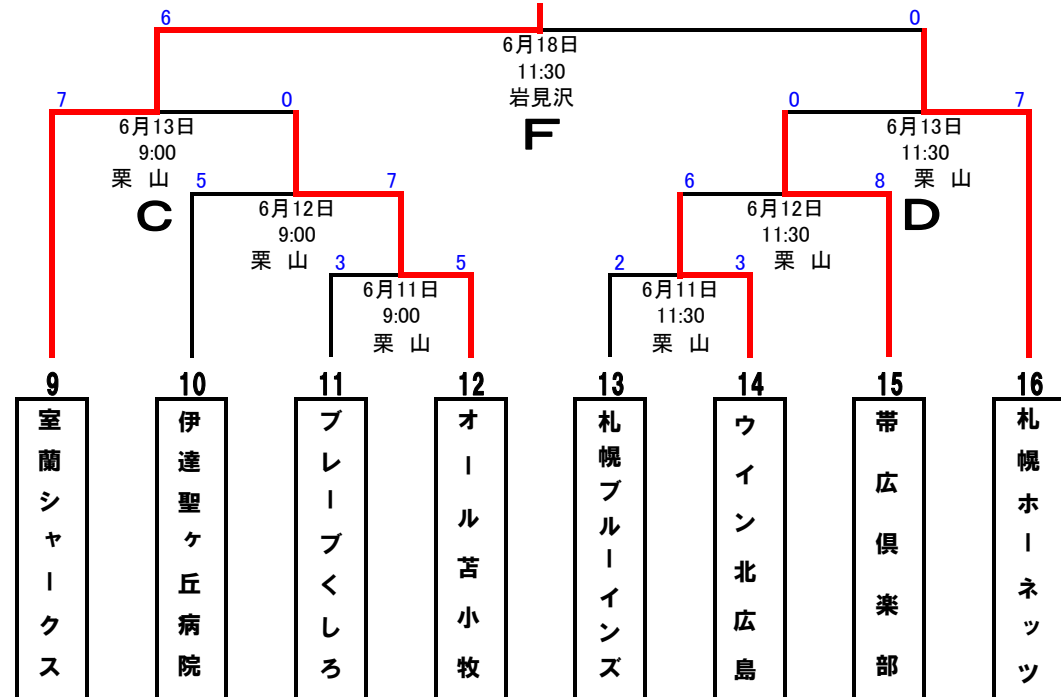 6 0
6月18日
11:30
岩見沢
F
7 0 0 7
6月13日 6月13日
9:00 11:30
栗 山 栗 山
5 7 6 8
C D
6月12日 6月12日
9:00 11:30
栗 山 栗 山
3 5 2 3
6月11日 6月11日
9:00 11:30
栗 山 栗 山
9 10 11 12 13 14 15 16
室蘭シャークス
伊達聖ヶ丘病院
ブレーブくしろ
オール苫小牧
札幌ブルーインズ
ウイン北広島
帯広倶楽部
札幌ホーネッツ